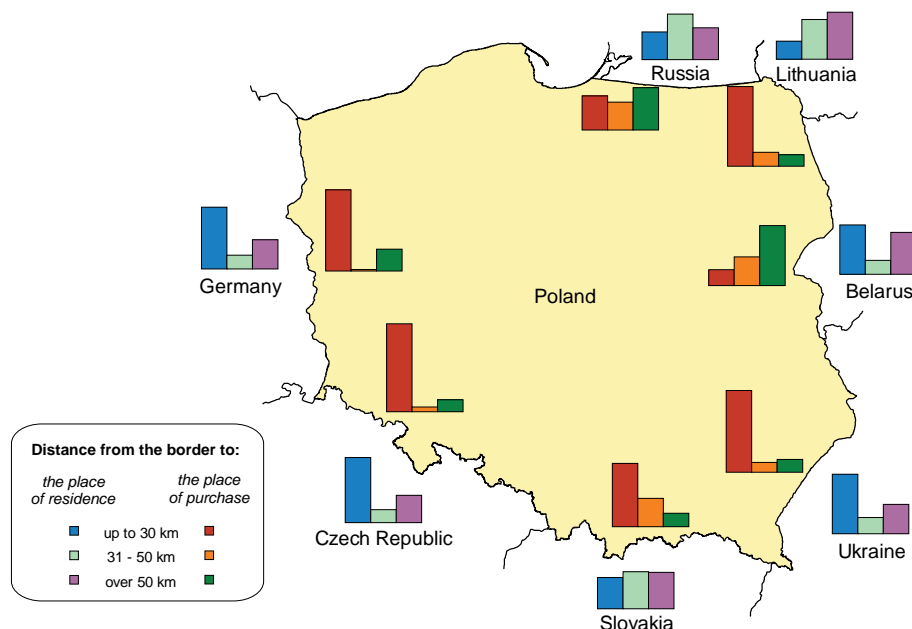 Russia
Lithuania
Germany
Poland
Belarus
Distance from the border to:
the place
of residence
the place
of purchase
up to 30 km
31 - 50 km
over 50 km
Czech Republic
Ukraine
Slovakia